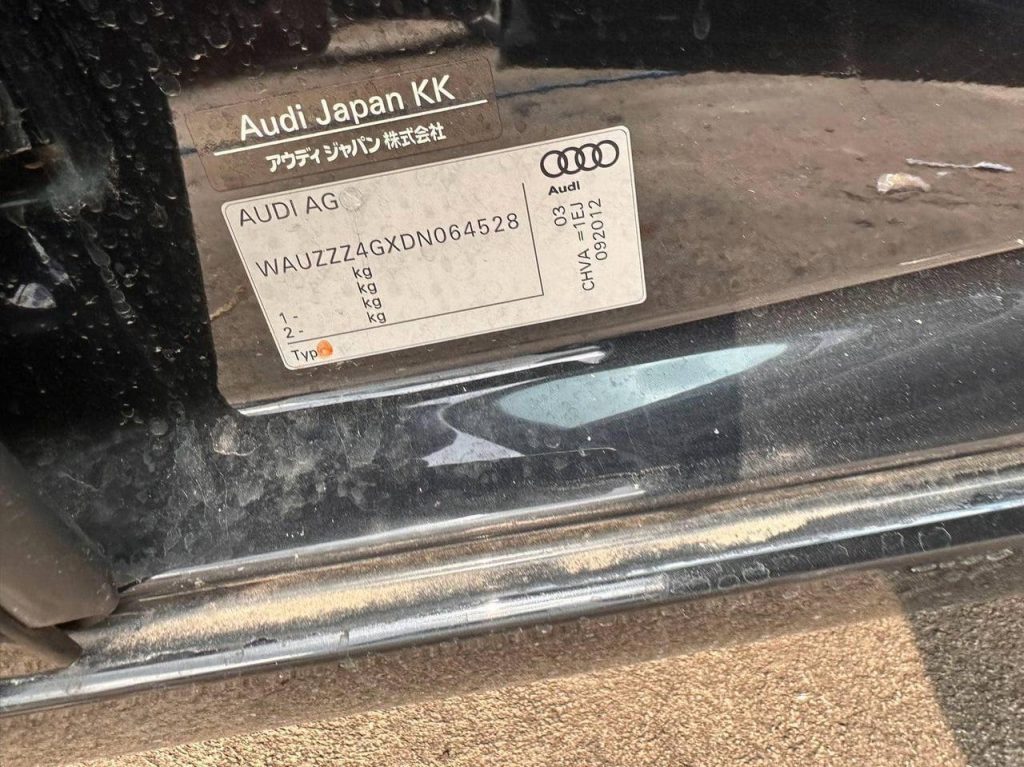 Audi Japan KK
アウディ ジャパン 株式会社
AUDI AG
WAUZZZ4GXDN064528
kg
kg
1 - kg
2 - kg
Typ
Audi
03
CHVA =1EJ
092012